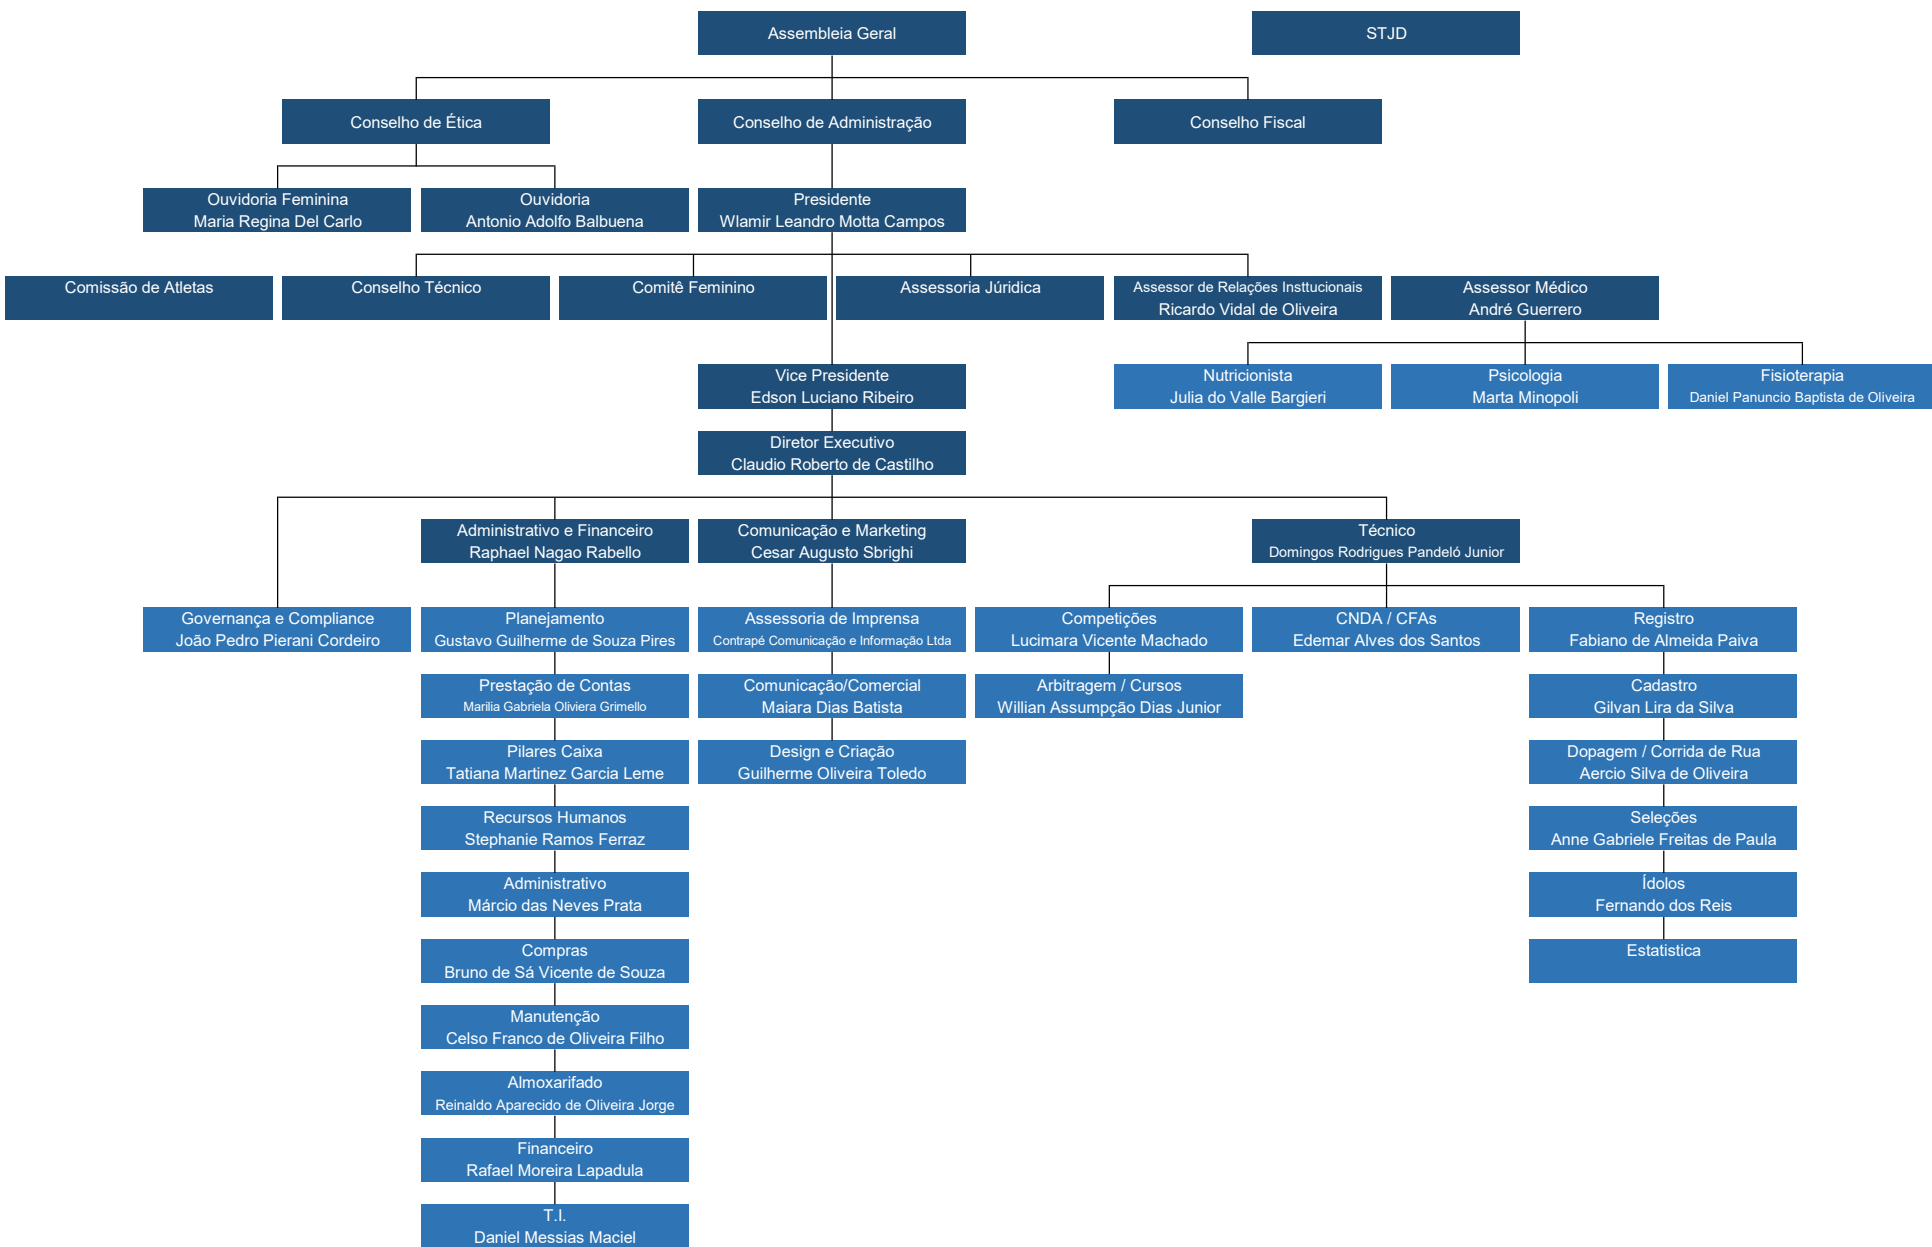 Assembleia Geral
STJD
Conselho de Ética
Conselho de Administração
Conselho Fiscal
Ouvidoria Feminina
Maria Regina Del Carlo
Ouvidoria
Antonio Adolfo Balbuena
Presidente
Wlamir Leandro Motta Campos
Comissão de Atletas
Conselho Técnico
Comitê Feminino
Assessoria Júridica
Assessor de Relações Insttucionais
Ricardo Vidal de Oliveira
Assessor Médico
André Guerrero
Vice Presidente
Edson Luciano Ribeiro
Nutricionista
Julia do Valle Bargieri
Psicologia
Marta Minopoli
Fisioterapia
Daniel Panuncio Baptista de Oliveira
Diretor Executivo
Claudio Roberto de Castilho
Administrativo e Financeiro
Raphael Nagao Rabello
Comunicação e Marketing
Cesar Augusto Sbrighi
Técnico
Domingos Rodrigues Pandeló Junior
Governança e Compliance
João Pedro Pierani Cordeiro
Planejamento
Gustavo Guilherme de Souza Pires
Assessoria de Imprensa
Contrapé Comunicação e Informação Ltda
Competições
Lucimara Vicente Machado
CNDA / CFAs
Edemar Alves dos Santos
Registro
Fabiano de Almeida Paiva
Prestação de Contas
Marilia Gabriela Oliviera Grimello
Comunicação/Comercial
Maiara Dias Batista
Arbitragem / Cursos
Willian Assumpção Dias Junior
Cadastro
Gilvan Lira da Silva
Pilares Caixa
Tatiana Martinez Garcia Leme
Design e Criação
Guilherme Oliveira Toledo
Dopagem / Corrida de Rua
Aercio Silva de Oliveira
Recursos Humanos
Stephanie Ramos Ferraz
Seleções
Anne Gabriele Freitas de Paula
Administrativo
Márcio das Neves Prata
Ídolos
Fernando dos Reis
Compras
Bruno de Sá Vicente de Souza
Estatistica
Manutenção
Celso Franco de Oliveira Filho
Almoxarifado
Reinaldo Aparecido de Oliveira Jorge
Financeiro
Rafael Moreira Lapadula
T.I.
Daniel Messias Maciel